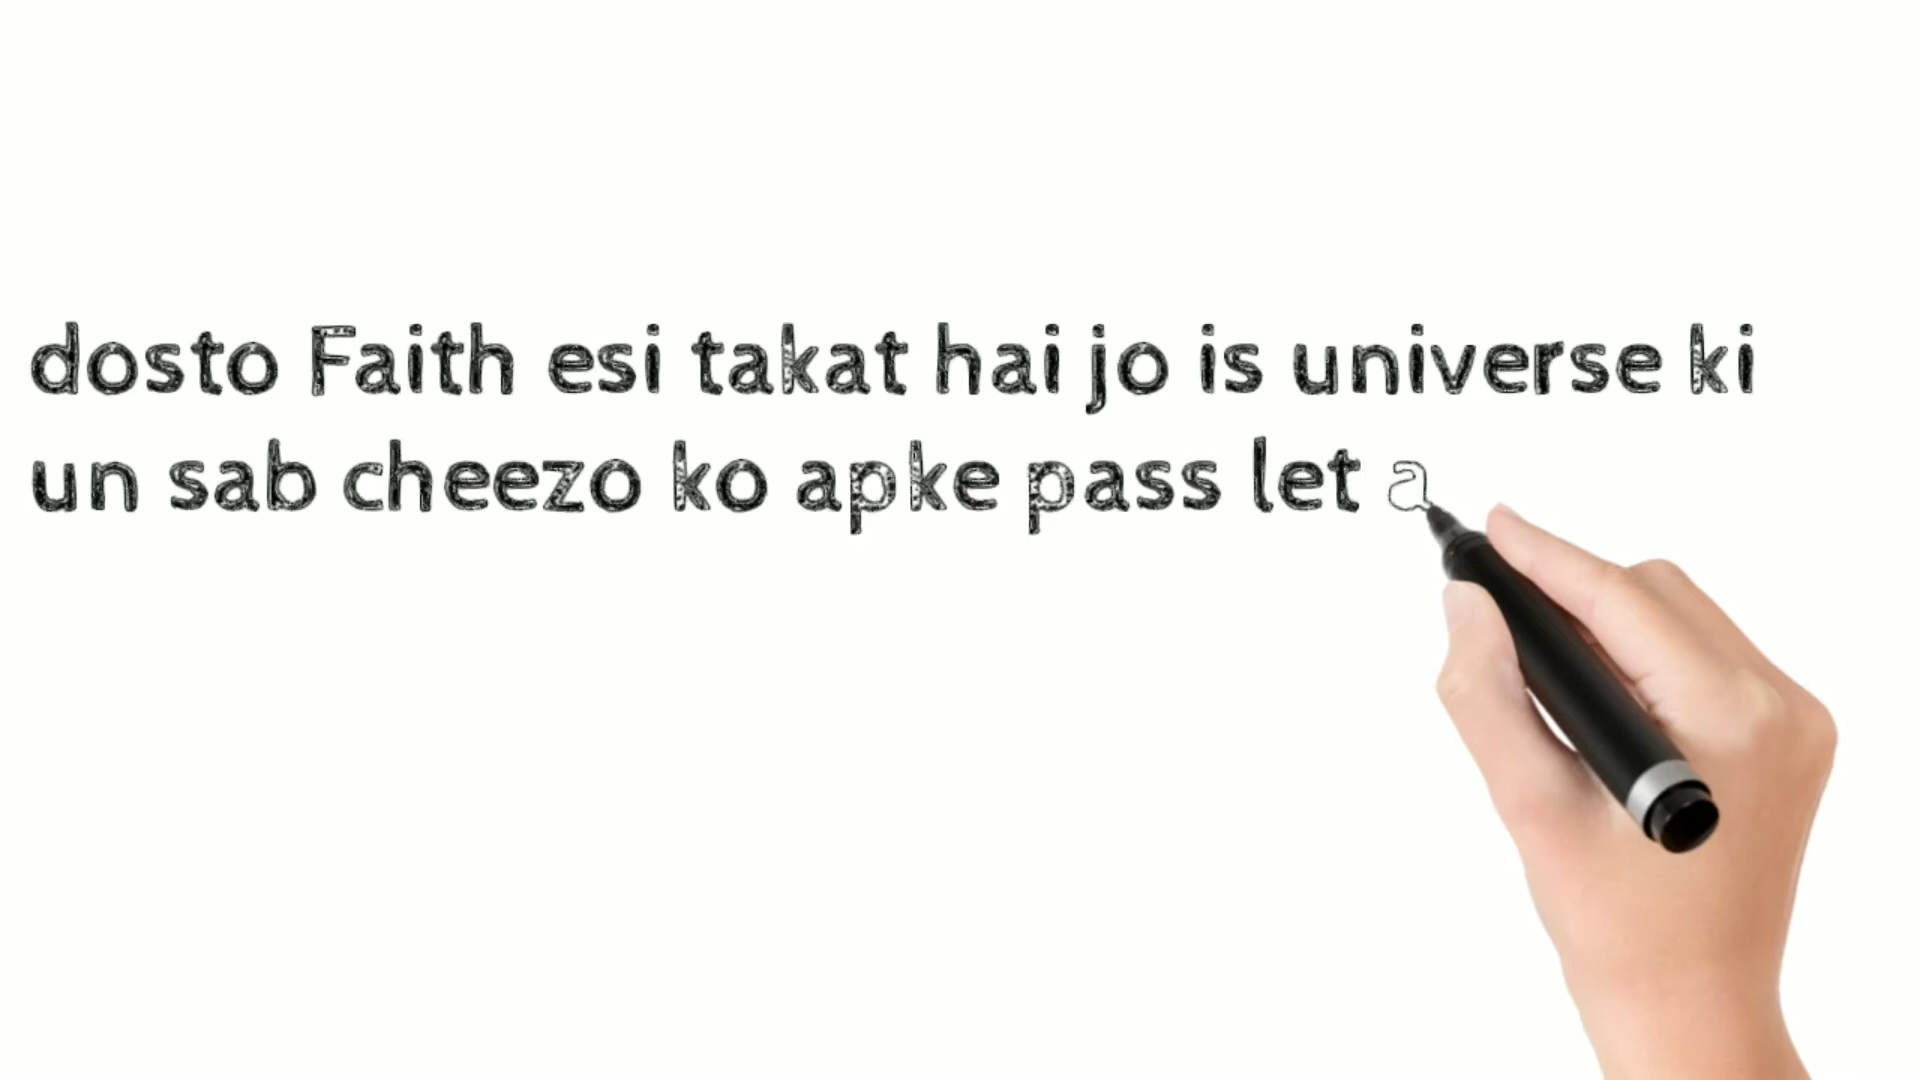 dosto Faith esi takat hai jo is universe ki
un sab cheezo ko apke pass let a